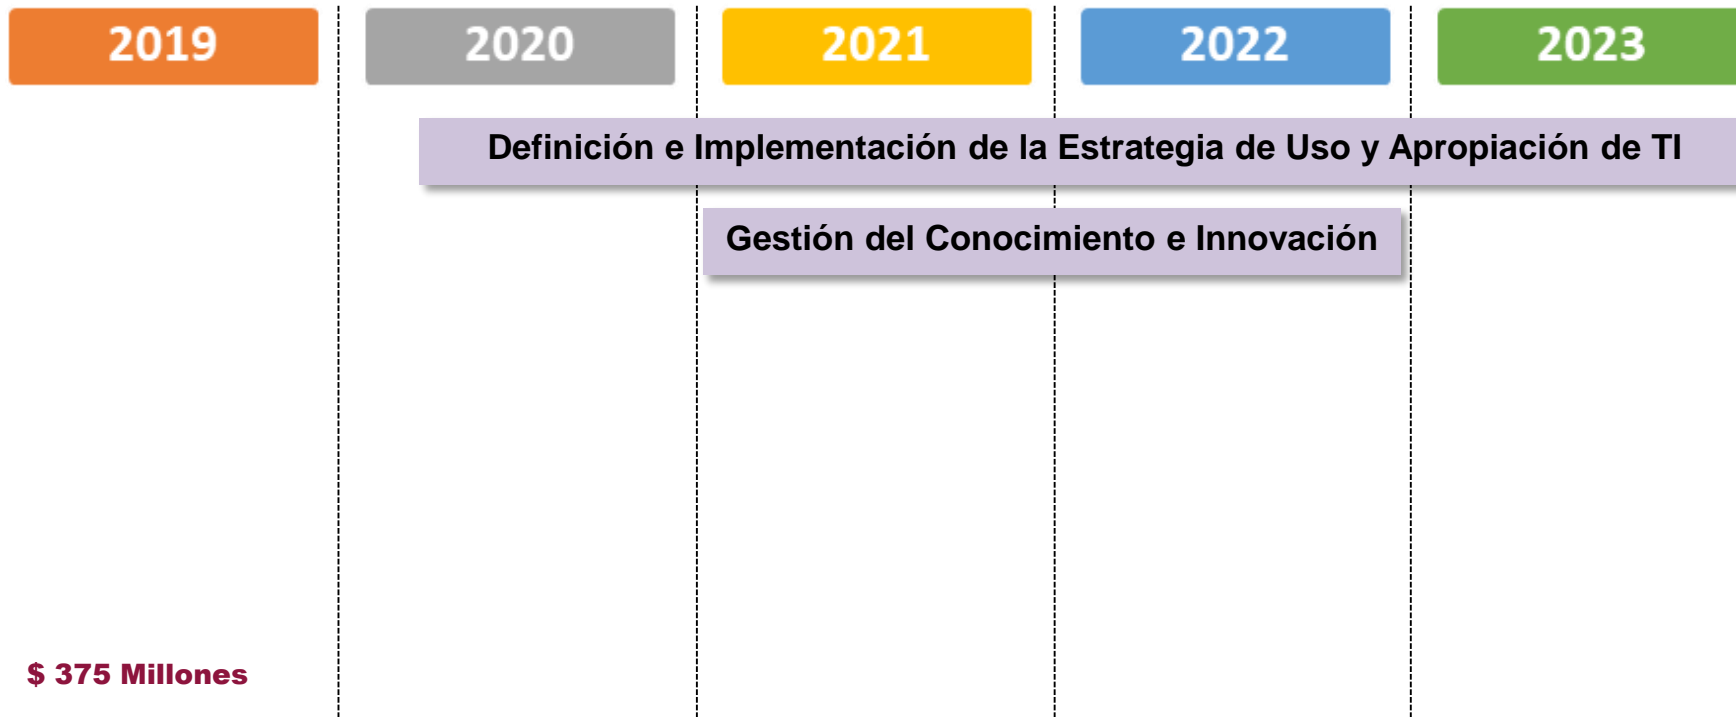 2019
2020
2021
2022
2023
Definición e Implementación de la Estrategia de Uso y Apropiación de TI
Gestión del Conocimiento e Innovación
$ 375 Millones